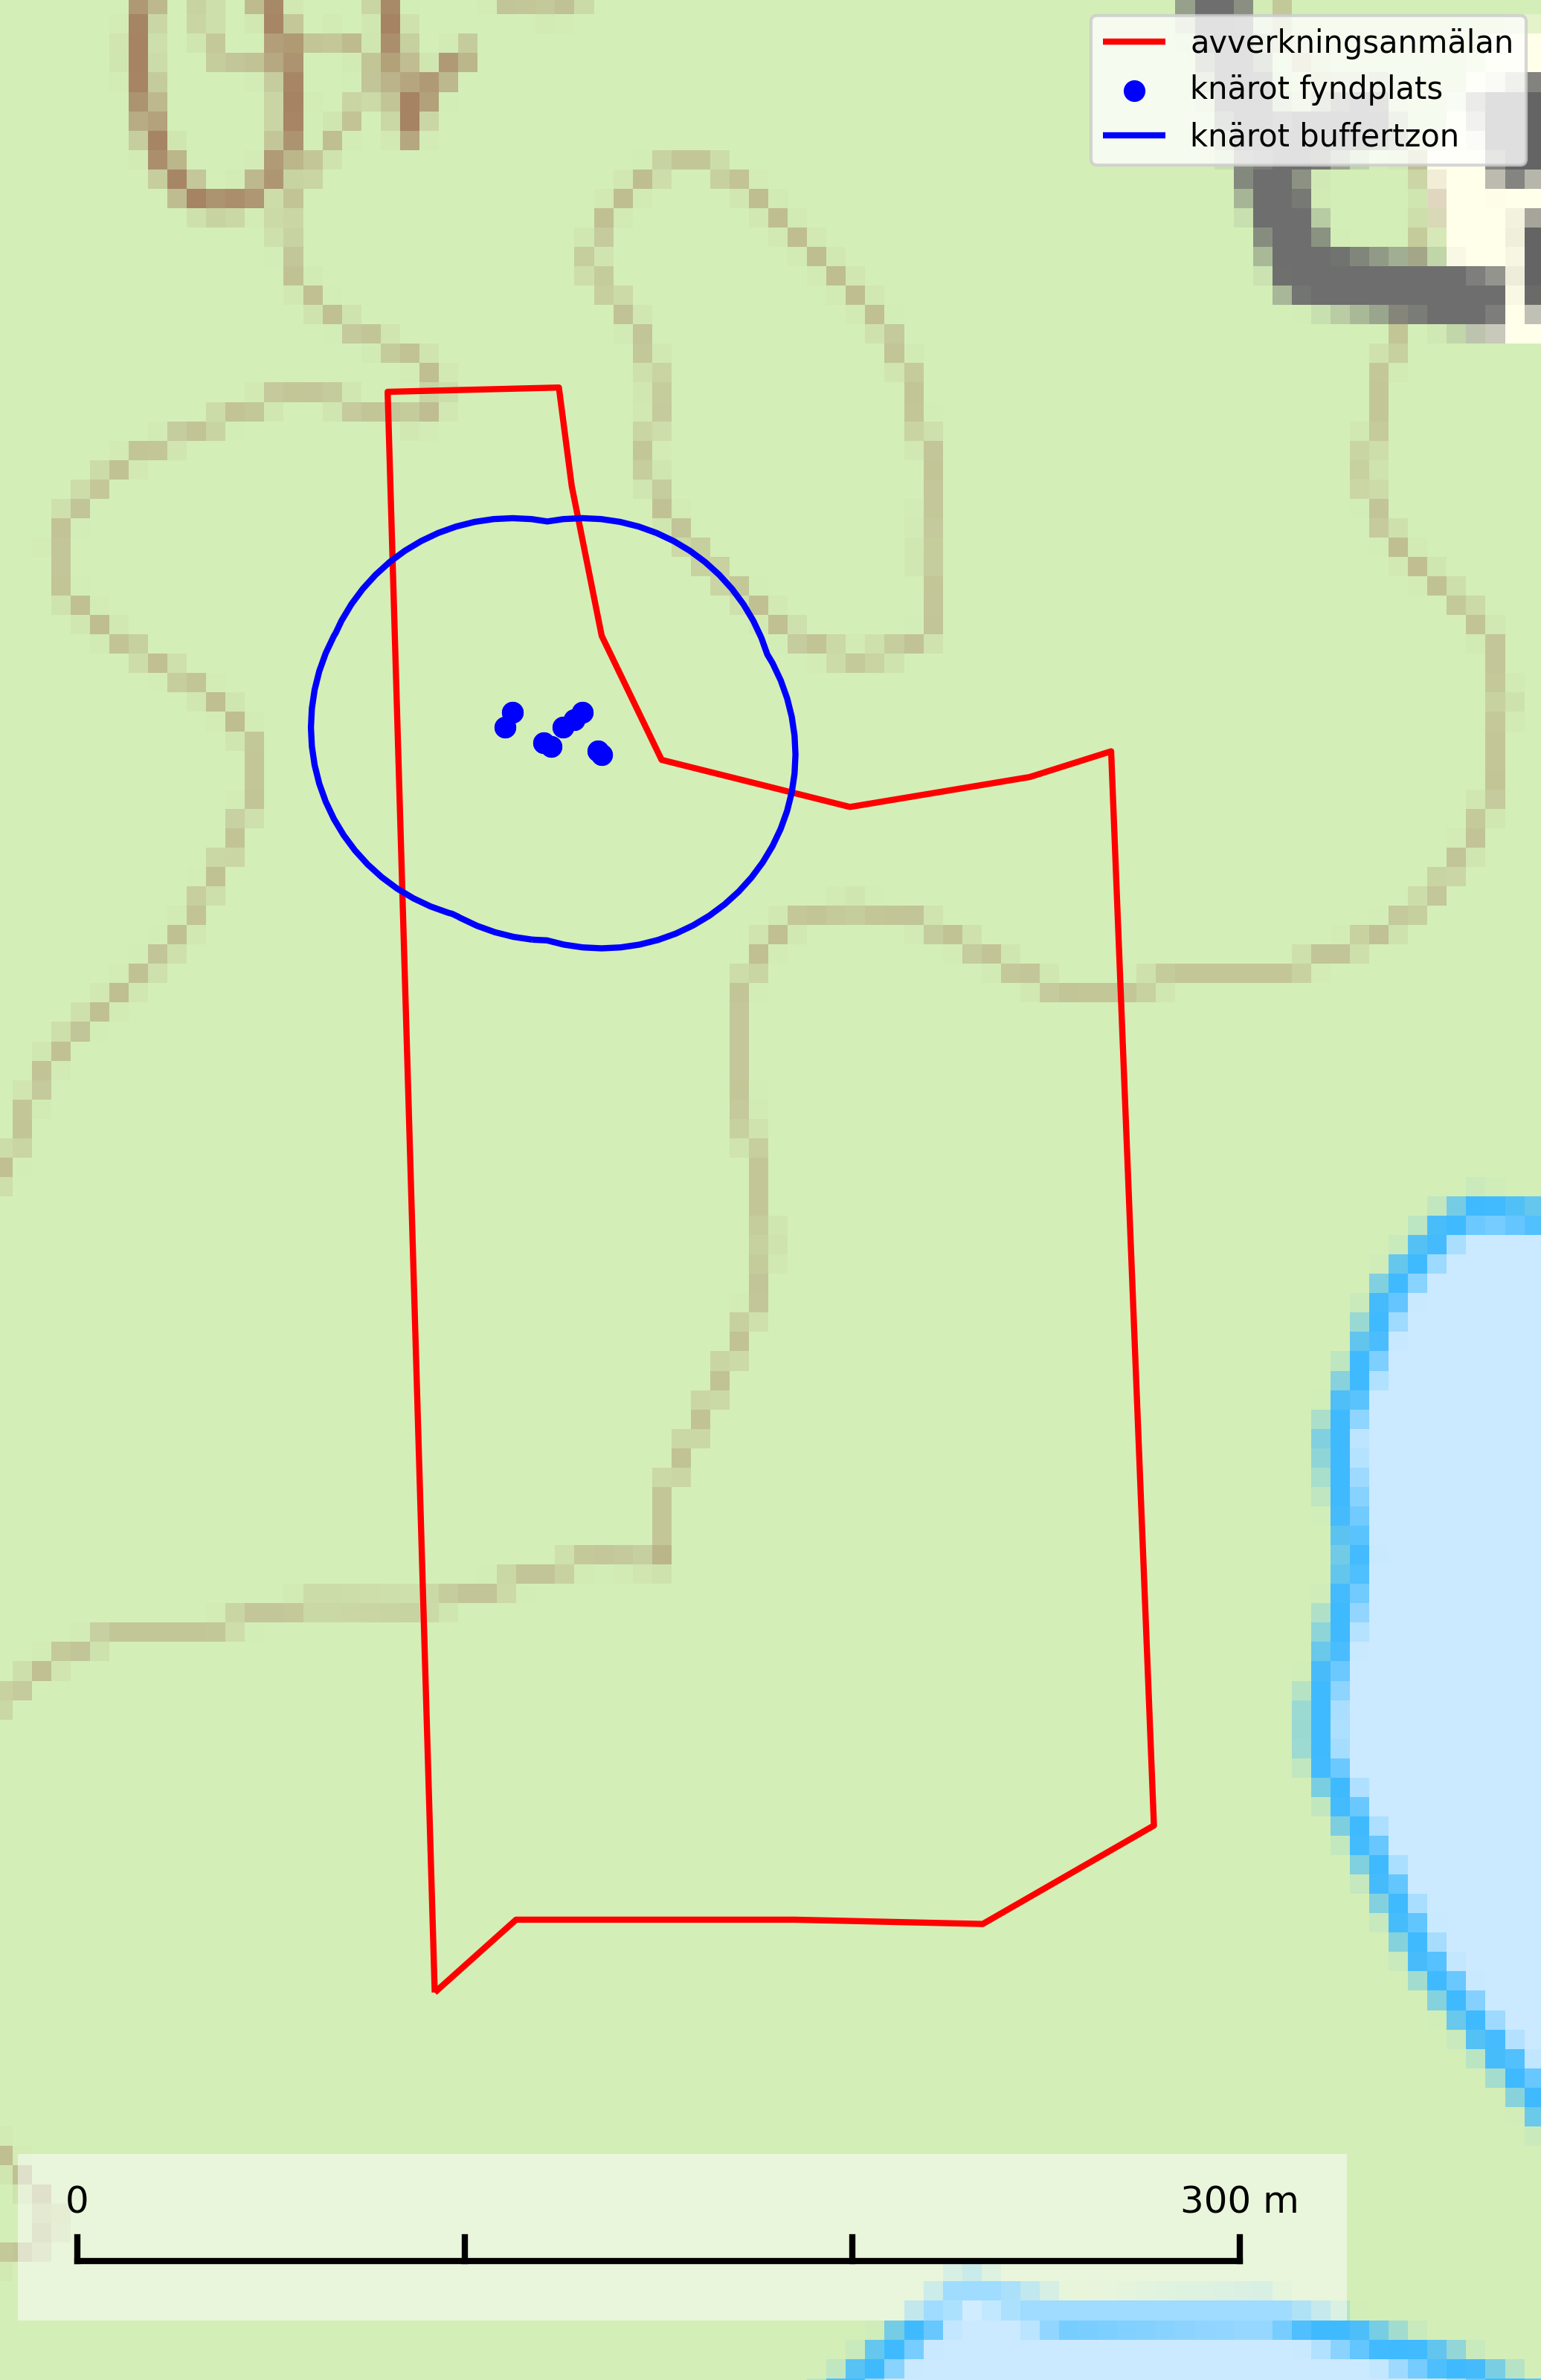 avverkningsanmälan
knärot fyndplats
knärot buffertzon
0 300 m